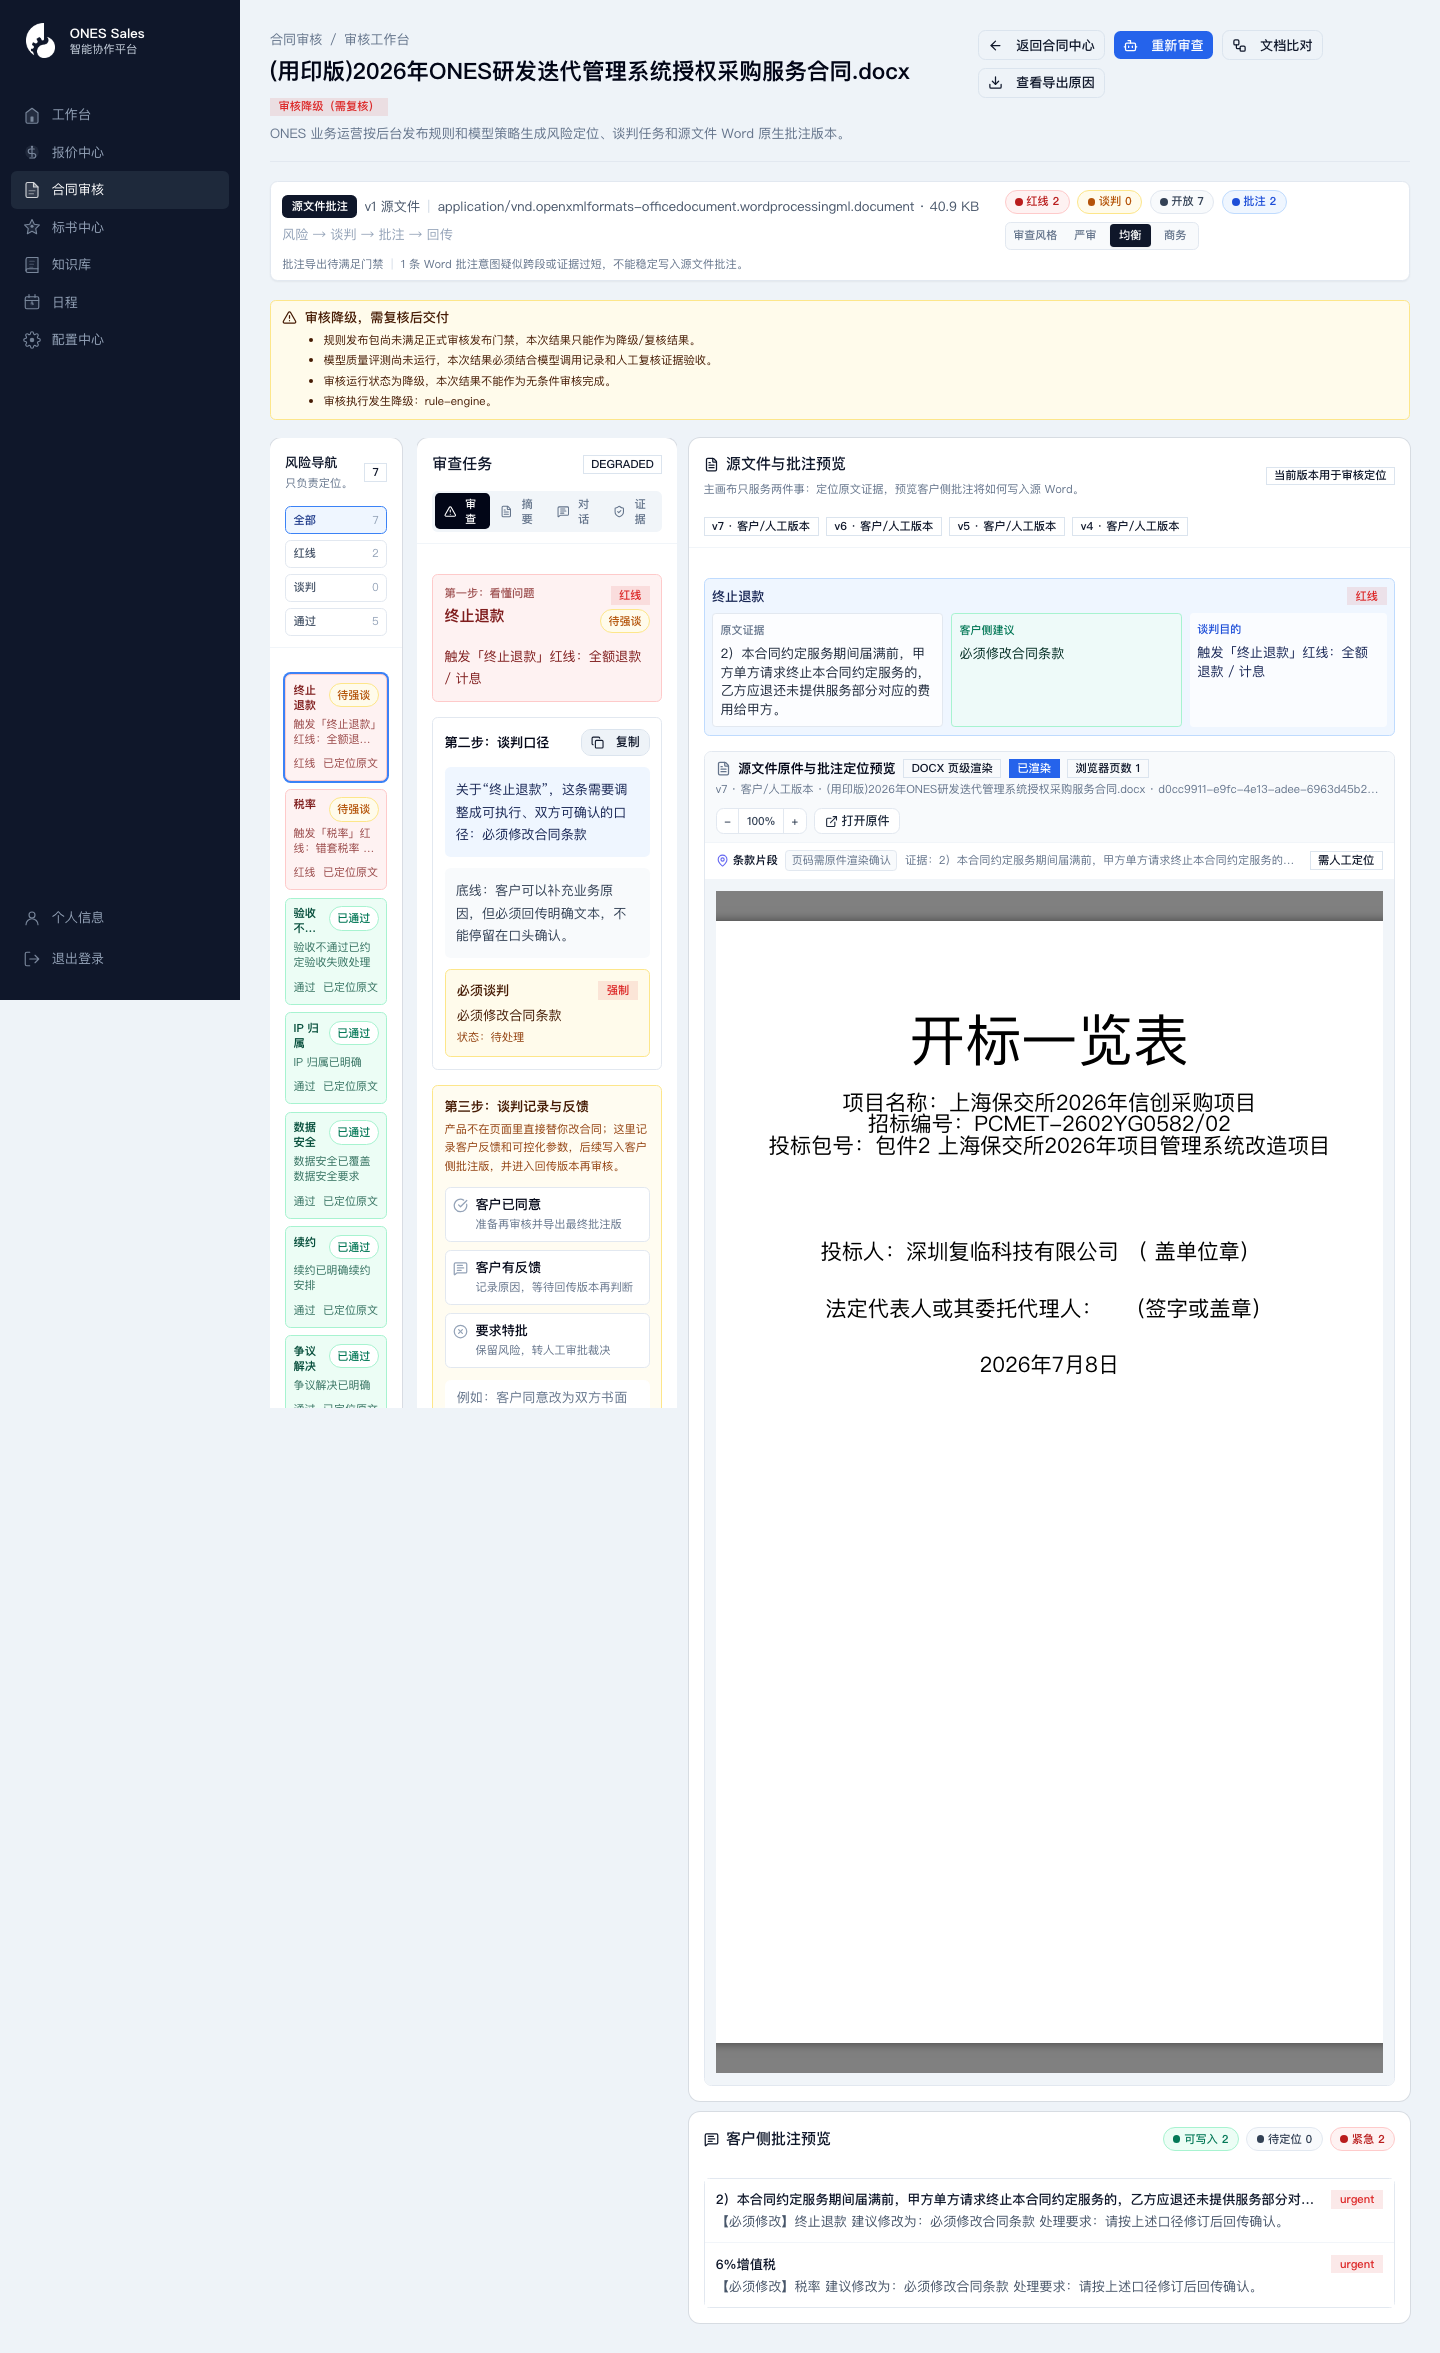 ONES Sales
智能协作平台
工作台
报价中心
合同审核
标书中心
知识库
日程
配置中心
个人信息
退出登录
合同审核 / 审核工作台
(用印版)2026年ONES研发迭代管理系统授权采购服务合同.docx
审核降级（需复核）
ONES 业务运营按后台发布规则和模型策略生成风险定位、谈判任务和源文件 Word 原生批注版本。
返回合同中心
重新审查
文档比对
查看导出原因
源文件批注 v1 源文件 | application/vnd.openxmlformats-officedocument.wordprocessingml.document · 40.9 KB
风险 → 谈判 → 批注 → 回传
批注导出待满足门禁 | 1 条 Word 批注意图疑似跨段或证据过短，不能稳定写入源文件批注。
红线 2 谈判 0 开放 7 批注 2
审查风格 严审 均衡 商务
审核降级，需复核后交付
• 规则发布包尚未满足正式审核发布门禁，本次结果只能作为降级/复核结果。
• 模型质量评测尚未运行，本次结果必须结合模型调用记录和人工复核证据验收。
• 审核运行状态为降级，本次结果不能作为无条件审核完成。
• 审核执行发生降级：rule-engine。
风险导航
只负责定位。
7
全部 7
红线 2
谈判 0
通过 5
终止
退款
待强谈
触发「终止退款」
红线：全额退...
红线 已定位原文
税率
待强谈
触发「税率」红
线：错套税率 ...
红线 已定位原文
验收
不...
已通过
验收不通过已约
定验收失败处理
通过 已定位原文
IP 归
属
已通过
IP 归属已明确
通过 已定位原文
数据
安全
已通过
数据安全已覆盖
数据安全要求
通过 已定位原文
续约
已通过
续约已明确续约
安排
通过 已定位原文
争议
解决
已通过
争议解决已明确
通过 已定位原文
审查任务
DEGRADED
审
查
摘
要
对
话
证
据
第一步：看懂问题
红线
终止退款
待强谈
触发「终止退款」红线：全额退款
/ 计息
第二步：谈判口径
复制
关于“终止退款”，这条需要调
整成可执行、双方可确认的口
径：必须修改合同条款
底线：客户可以补充业务原
因，但必须回传明确文本，不
能停留在口头确认。
必须谈判
强制
必须修改合同条款
状态：待处理
第三步：谈判记录与反馈
产品不在页面里直接替你改合同；这里记
录客户反馈和可控化参数，后续写入客户
侧批注版，并进入回传版本再审核。
客户已同意
准备再审核并导出最终批注版
客户有反馈
记录原因，等待回传版本再判断
要求特批
保留风险，转人工审批裁决
例如：客户同意改为双方书面
源文件与批注预览
主画布只服务两件事：定位原文证据，预览客户侧批注将如何写入源 Word。
当前版本用于审核定位
v7 · 客户/人工版本
v6 · 客户/人工版本
v5 · 客户/人工版本
v4 · 客户/人工版本
终止退款
红线
原文证据
2）本合同约定服务期间届满前，甲
方单方请求终止本合同约定服务的，
乙方应退还未提供服务部分对应的费
用给甲方。
客户侧建议
必须修改合同条款
谈判目的
触发「终止退款」红线：全额
退款 / 计息
源文件原件与批注定位预览 DOCX 页级渲染 已渲染 浏览器页数 1
v7 · 客户/人工版本 · (用印版)2026年ONES研发迭代管理系统授权采购服务合同.docx · d0cc9911-e9fc-4e13-adee-6963d45b2...
− 100% +
打开原件
条款片段 页码需原件渲染确认 证据：2）本合同约定服务期间届满前，甲方单方请求终止本合同约定服务的... 需人工定位
开标一览表
项目名称：上海保交所2026年信创采购项目
招标编号：PCMET-2602YG0582/02
投标包号：包件2 上海保交所2026年项目管理系统改造项目
投标人：深圳复临科技有限公司 （ 盖单位章）
法定代表人或其委托代理人： （签字或盖章）
2026年7月8日
客户侧批注预览
可写入 2 待定位 0 紧急 2
2）本合同约定服务期间届满前，甲方单方请求终止本合同约定服务的，乙方应退还未提供服务部分对... urgent
【必须修改】终止退款 建议修改为：必须修改合同条款 处理要求：请按上述口径修订后回传确认。
6%增值税 urgent
【必须修改】税率 建议修改为：必须修改合同条款 处理要求：请按上述口径修订后回传确认。